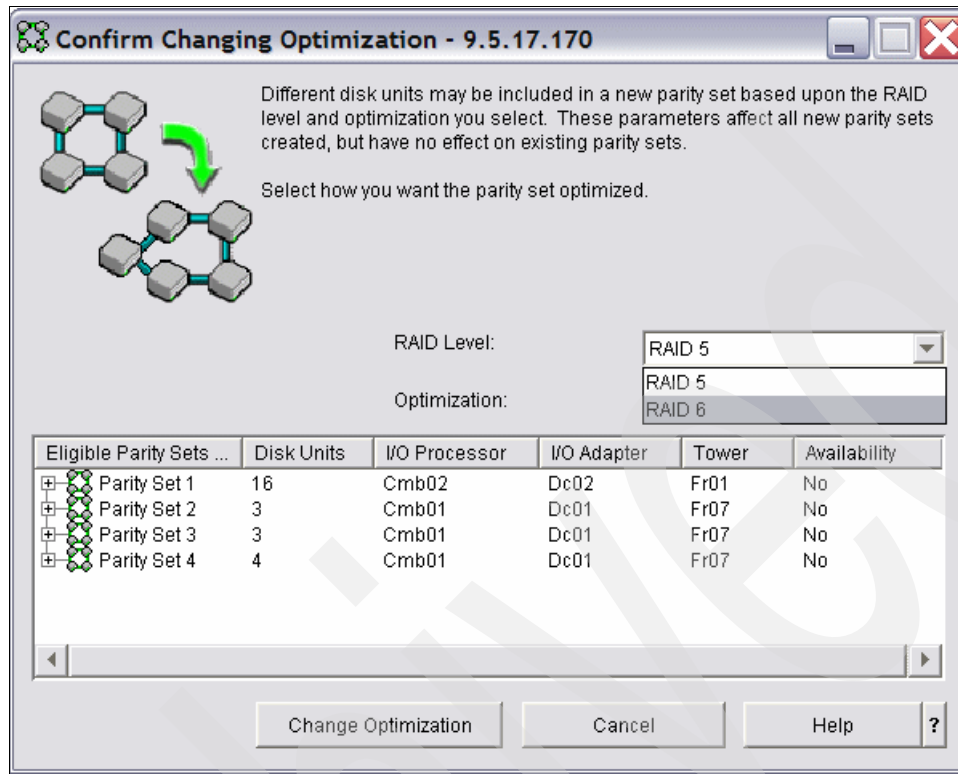 Confirm Changing Optimization - 9.5.17.170
Different disk units may be included in a new parity set based upon the RAID
level and optimization you select. These parameters affect all new parity sets
created, but have no effect on existing parity sets.
Select how you want the parity set optimized.
RAID Level:
RAID 5
RAID 5
Optimization:
RAID 6
Eligible Parity Sets ... Disk Units I/O Processor I/O Adapter Tower Availability
Parity Set 1 16 Cmb02 Dc02 Fr01 No
Parity Set 2 3 Cmb01 Dc01 Fr07 No
Parity Set 3 3 Cmb01 Dc01 Fr07 No
Parity Set 4 4 Cmb01 Dc01 Fr07 No
Change Optimization Cancel Help ?